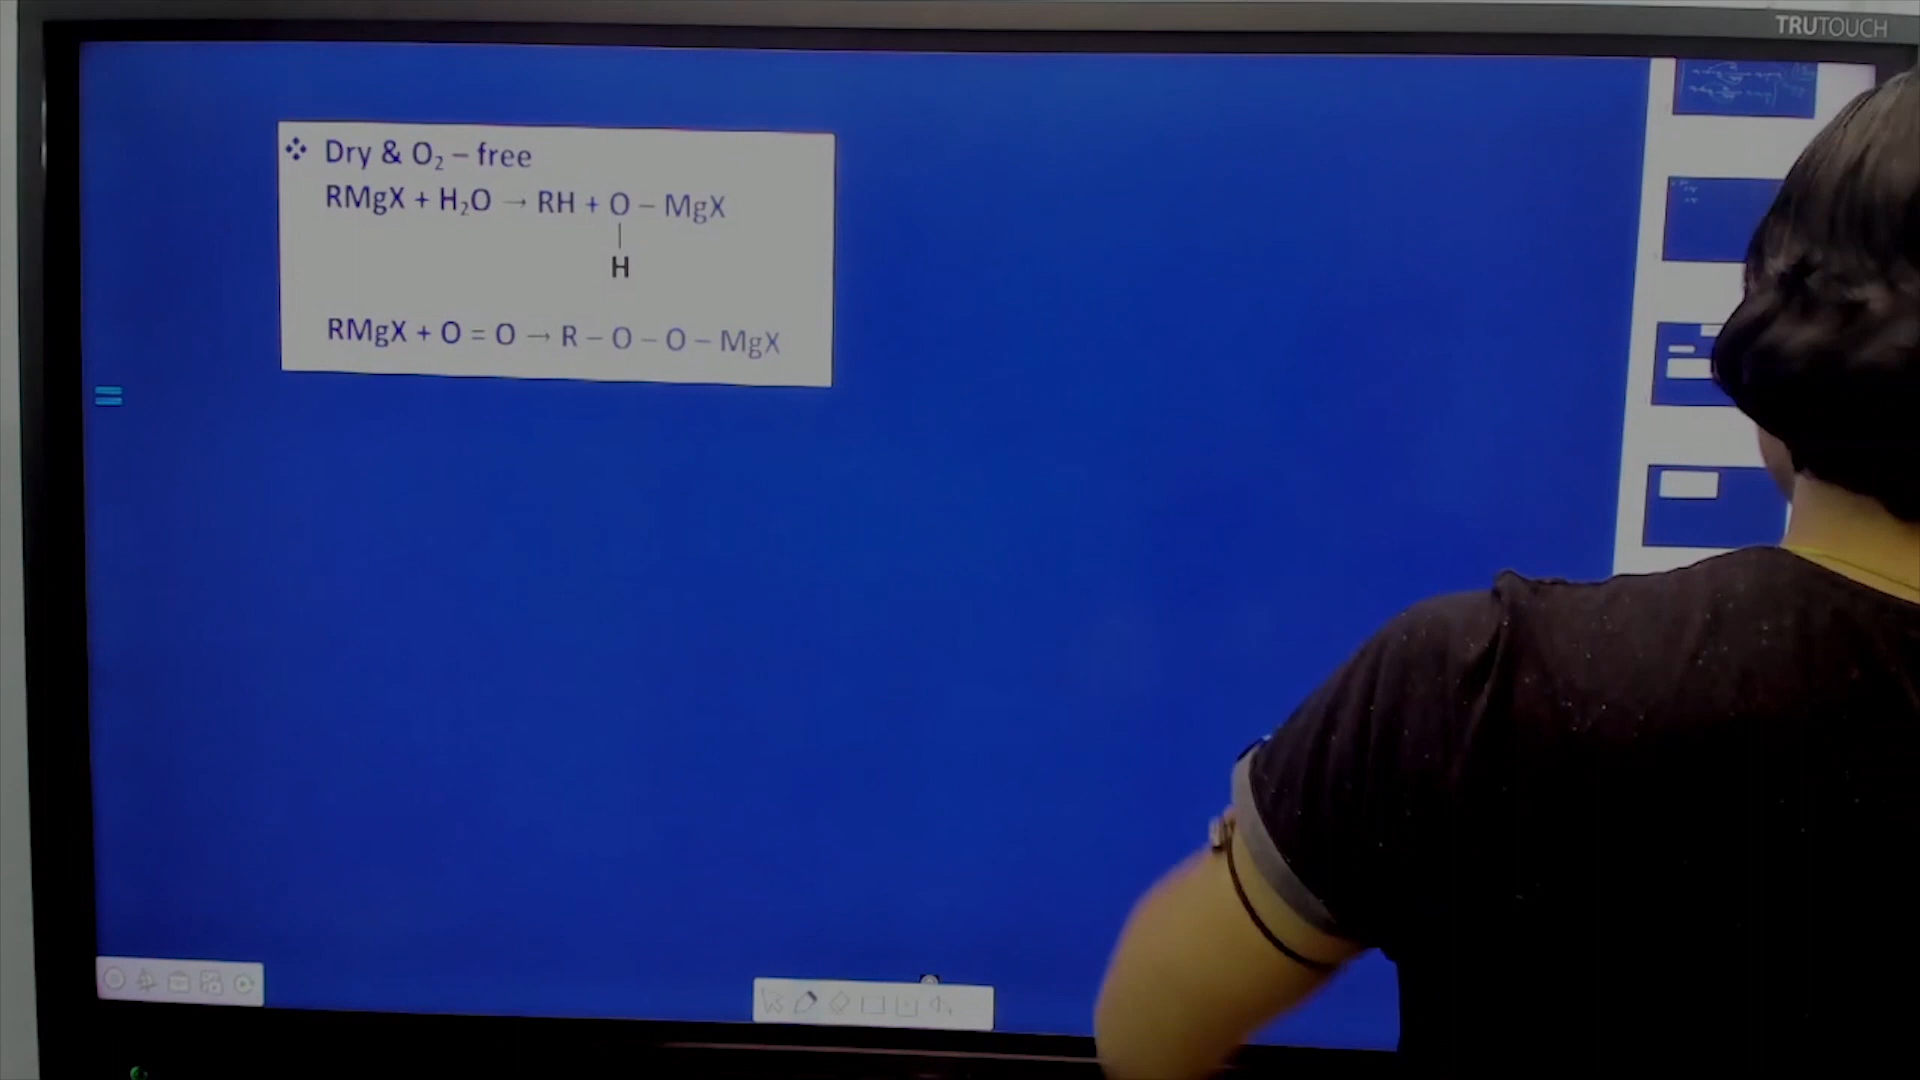 TRUTOUCH
❖ Dry & O₂ – free
RMgX + H₂O → RH + O – MgX
|
H
RMgX + O = O → R – O – O – MgX